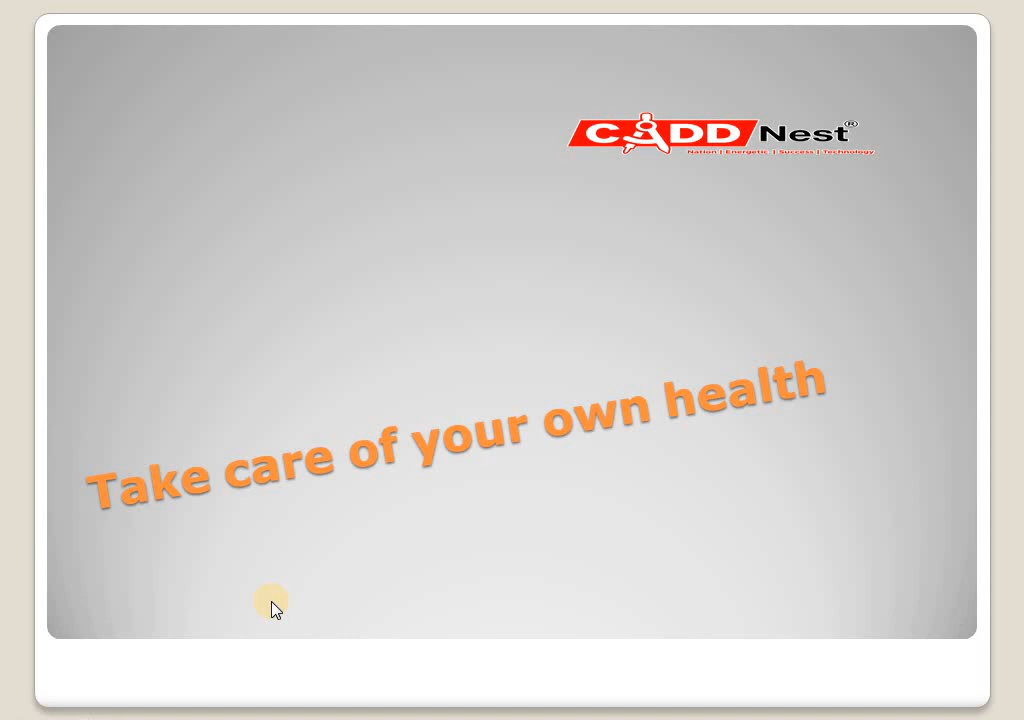 CADD Nest®
Nation | Energetic | Success | Technology
Take care of your own health